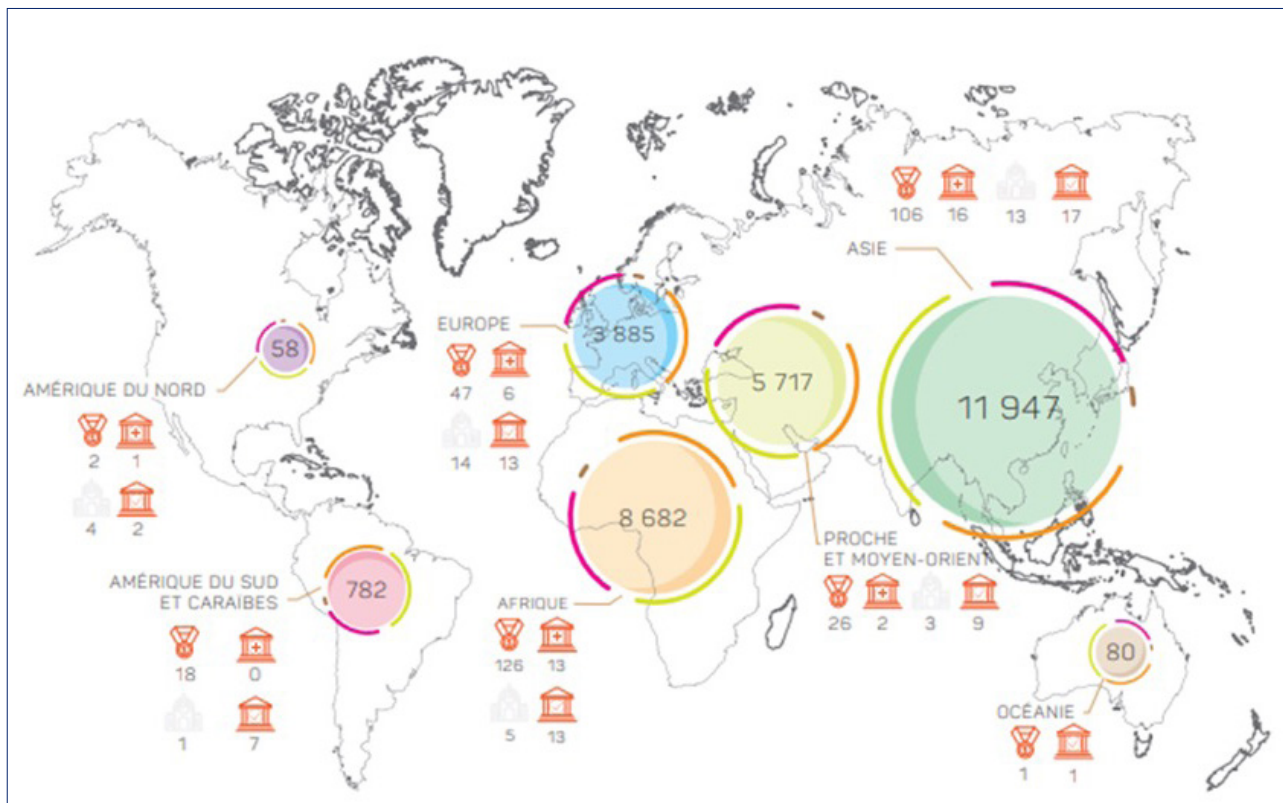 106 16 13 17
ASIE
11 947
EUROPE
3 885
47 6
14 13
5 717
58
AMÉRIQUE DU NORD
2 1
4 2
8 682
PROCHE
ET MOYEN-ORIENT
26 2 3 9
AMÉRIQUE DU SUD
ET CARAÏBES
782
18 0
1 7
AFRIQUE
126 13
5 13
80
OCÉANIE
1 1